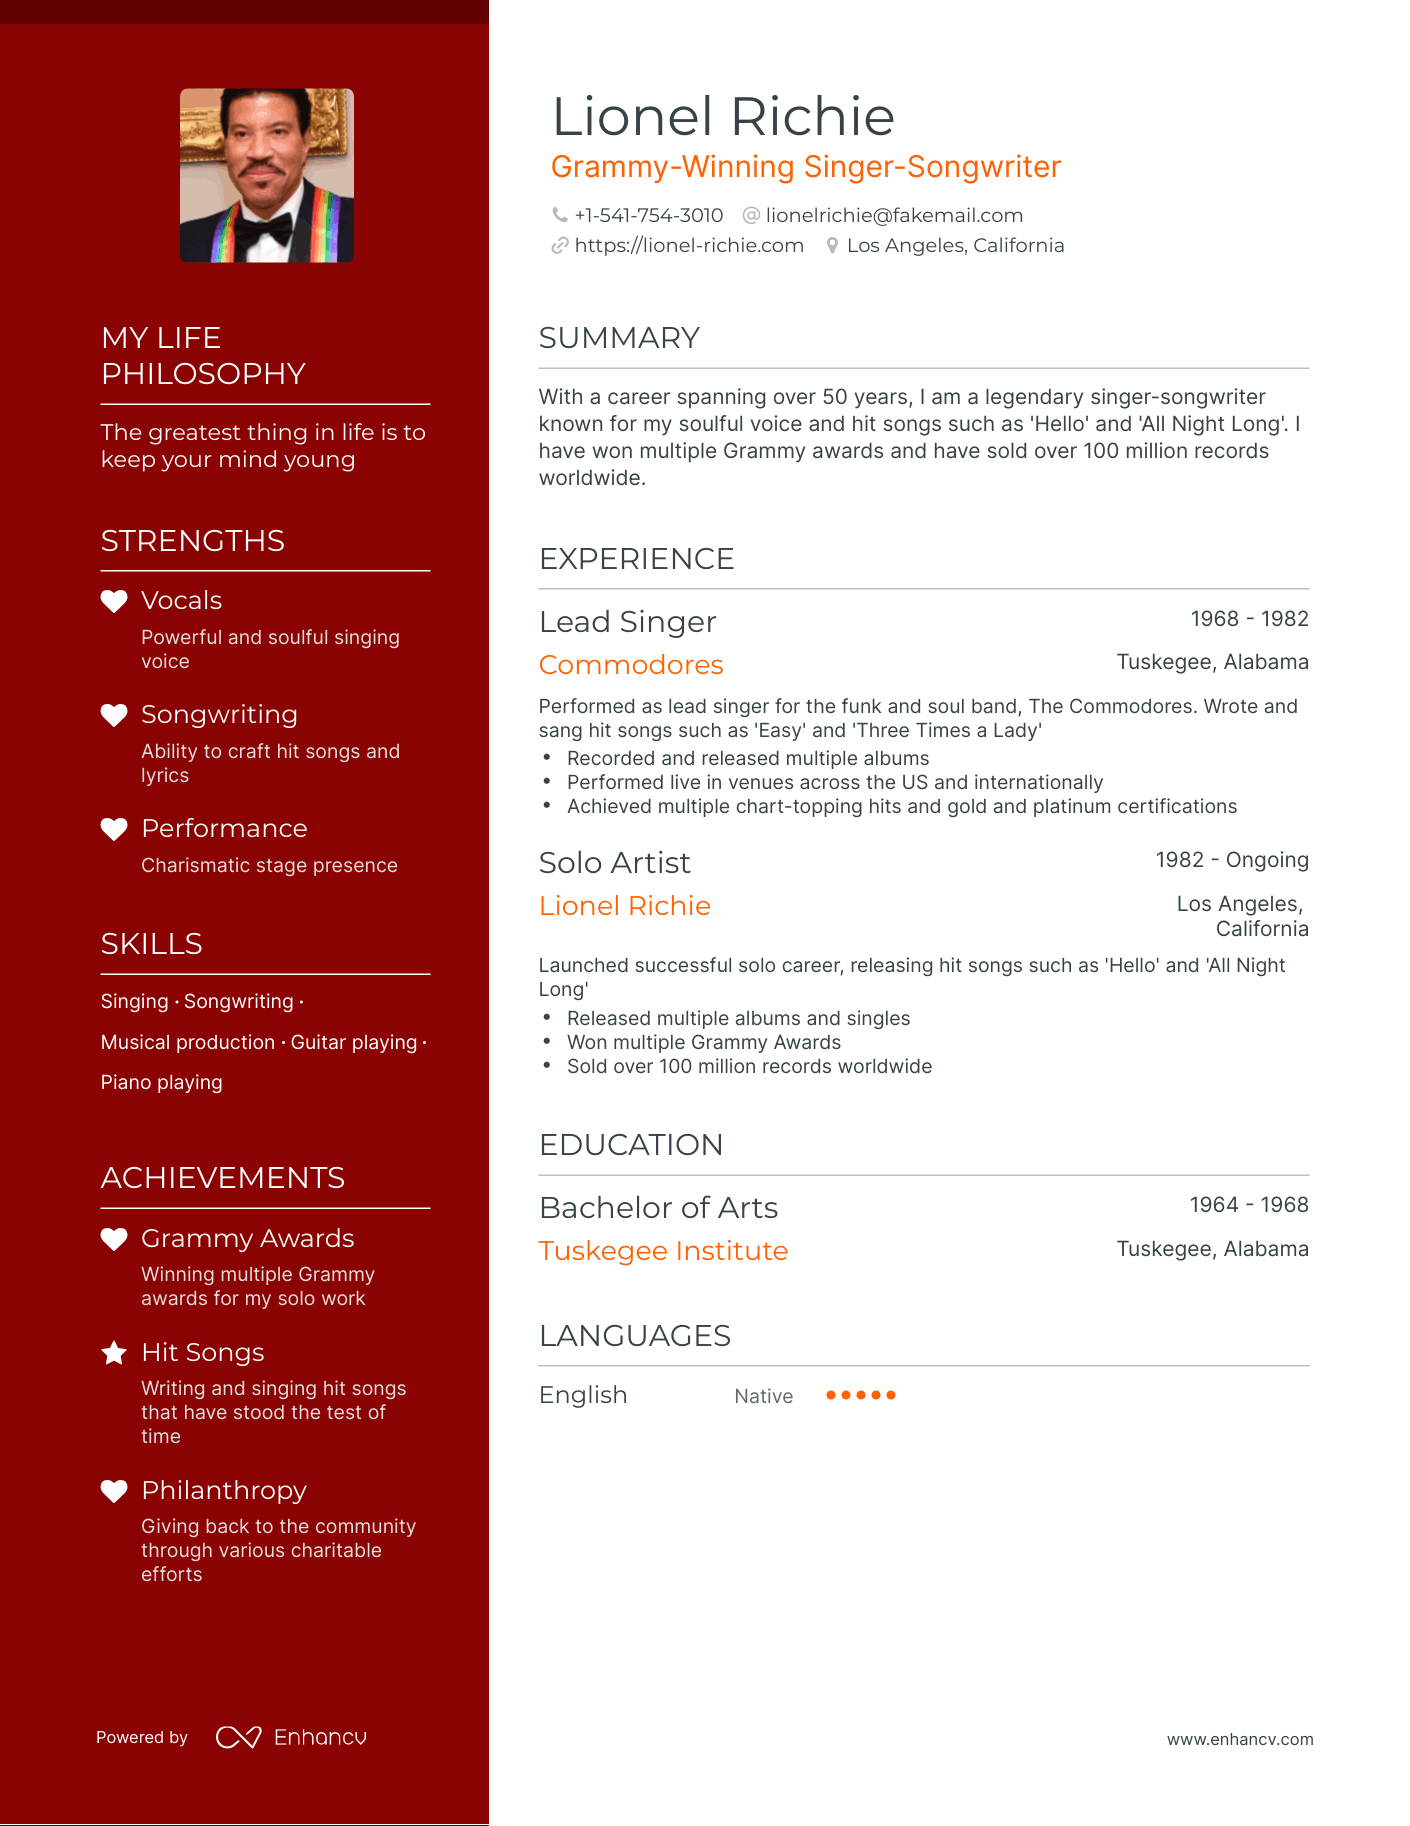 MY LIFE
PHILOSOPHY
The greatest thing in life is to
keep your mind young
STRENGTHS
Vocals
Powerful and soulful singing
voice
Songwriting
Ability to craft hit songs and
lyrics
Performance
Charismatic stage presence
SKILLS
Singing · Songwriting ·
Musical production · Guitar playing ·
Piano playing
ACHIEVEMENTS
Grammy Awards
Winning multiple Grammy
awards for my solo work
Hit Songs
Writing and singing hit songs
that have stood the test of
time
Philanthropy
Giving back to the community
through various charitable
efforts
Powered by Enhancv
Lionel Richie
Grammy-Winning Singer-Songwriter
+1-541-754-3010 @ lionelrichie@fakemail.com
https://lionel-richie.com Los Angeles, California
SUMMARY
With a career spanning over 50 years, I am a legendary singer-songwriter
known for my soulful voice and hit songs such as 'Hello' and 'All Night Long'. I
have won multiple Grammy awards and have sold over 100 million records
worldwide.
EXPERIENCE
Lead Singer 1968 - 1982
Commodores Tuskegee, Alabama
Performed as lead singer for the funk and soul band, The Commodores. Wrote and
sang hit songs such as 'Easy' and 'Three Times a Lady'
• Recorded and released multiple albums
• Performed live in venues across the US and internationally
• Achieved multiple chart-topping hits and gold and platinum certifications
Solo Artist 1982 - Ongoing
Lionel Richie Los Angeles,
California
Launched successful solo career, releasing hit songs such as 'Hello' and 'All Night
Long'
• Released multiple albums and singles
• Won multiple Grammy Awards
• Sold over 100 million records worldwide
EDUCATION
Bachelor of Arts 1964 - 1968
Tuskegee Institute Tuskegee, Alabama
LANGUAGES
English Native
www.enhancv.com